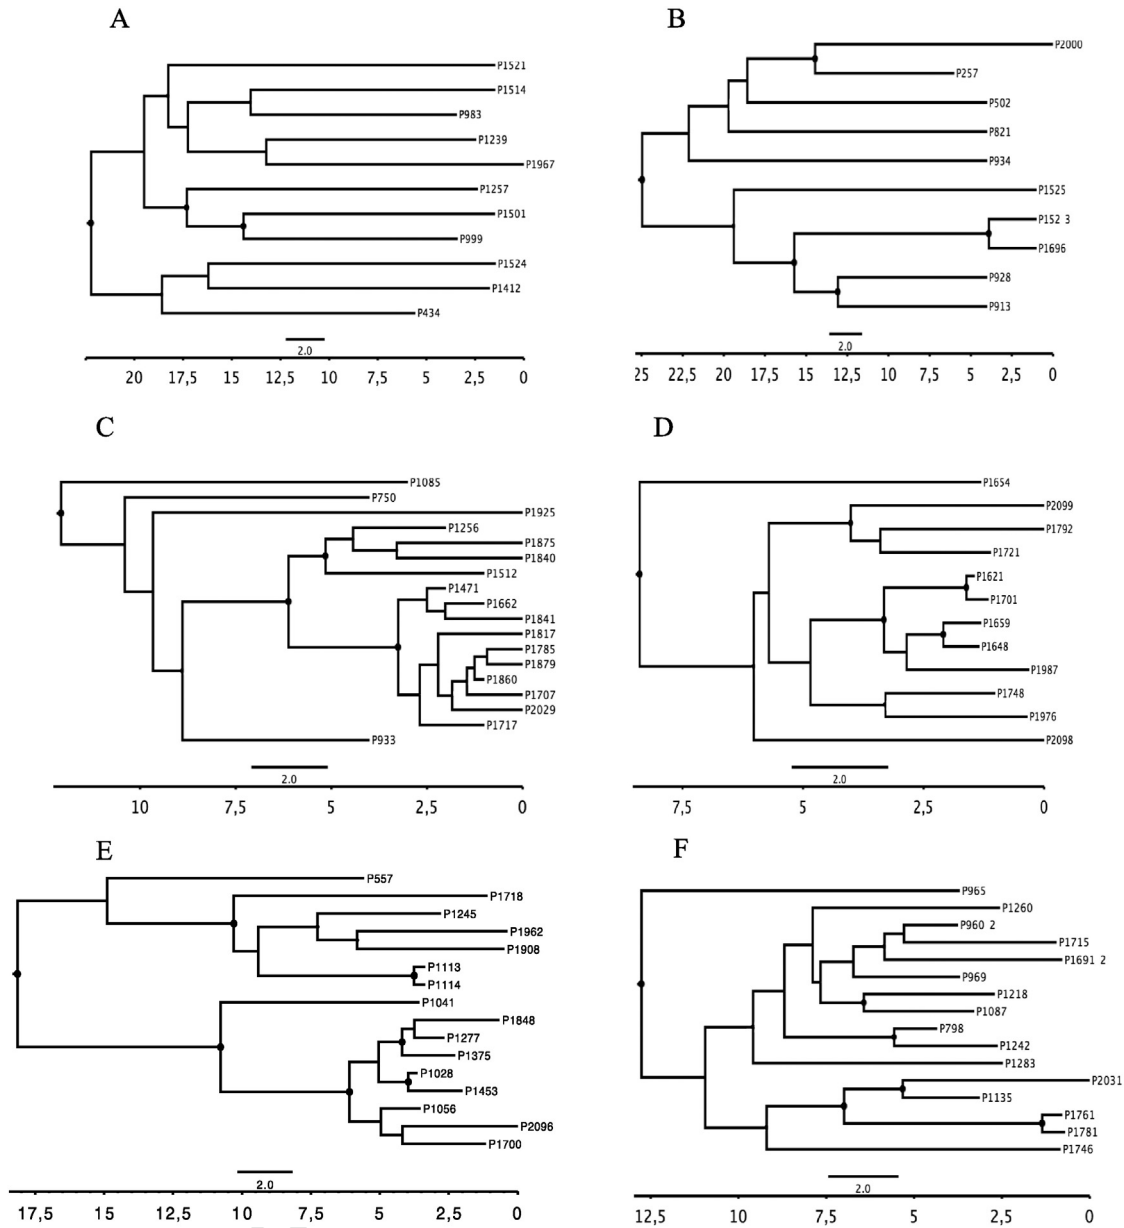 A
P1521
P1514
P983
P1239
P1967
P1257
P1501
P999
P1524
P1412
P434
2.0
20 17,5 15 12,5 10 7,5 5 2,5 0
B
P2000
P257
P502
P821
P934
P1525
P152 3
P1696
P928
P913
2.0
25 22,5 20 17,5 15 12,5 10 7,5 5 2,5 0
C
P1085
P750
P1925
P1256
P1875
P1840
P1512
P1471
P1662
P1841
P1817
P1785
P1879
P1860
P1707
P2029
P1717
P933
2.0
10 7,5 5 2,5 0
D
P1654
P2099
P1792
P1721
P1621
P1701
P1659
P1648
P1987
P1748
P1976
P2098
2.0
7,5 5 2,5 0
E
P557
P1718
P1245
P1962
P1908
P1113
P1114
P1041
P1848
P1277
P1375
P1028
P1453
P1056
P2096
P1700
2.0
17,5 15 12,5 10 7,5 5 2,5 0
F
P965
P1260
P960 2
P1715
P1691 2
P969
P1218
P1087
P798
P1242
P1283
P2031
P1135
P1761
P1781
P1746
2.0
12,5 10 7,5 5 2,5 0